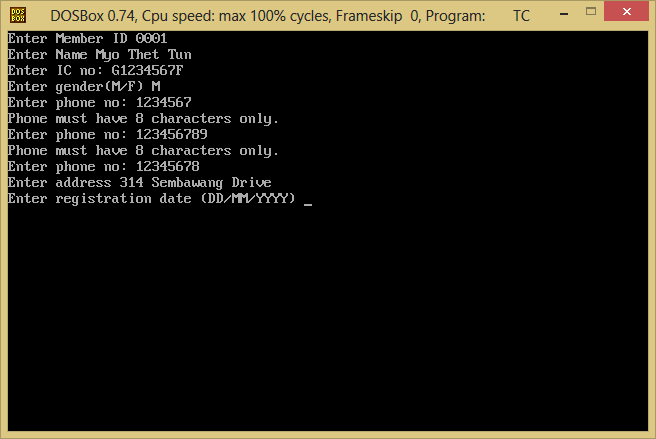 DOS
BOX
DOSBox 0.74, Cpu speed: max 100% cycles, Frameskip  0, Program:       TC
Enter Member ID 0001
Enter Name Myo Thet Tun
Enter IC no: G1234567F
Enter gender(M/F) M
Enter phone no: 1234567
Phone must have 8 characters only.
Enter phone no: 123456789
Phone must have 8 characters only.
Enter phone no: 12345678
Enter address 314 Sembawang Drive
Enter registration date (DD/MM/YYYY) _